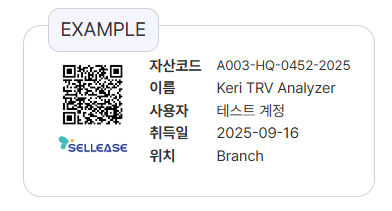 EXAMPLE
자산코드 A003-HQ-0452-2025
이름 Keri TRV Analyzer
사용자 테스트 계정
취득일 2025-09-16
위치 Branch
SELLEASE